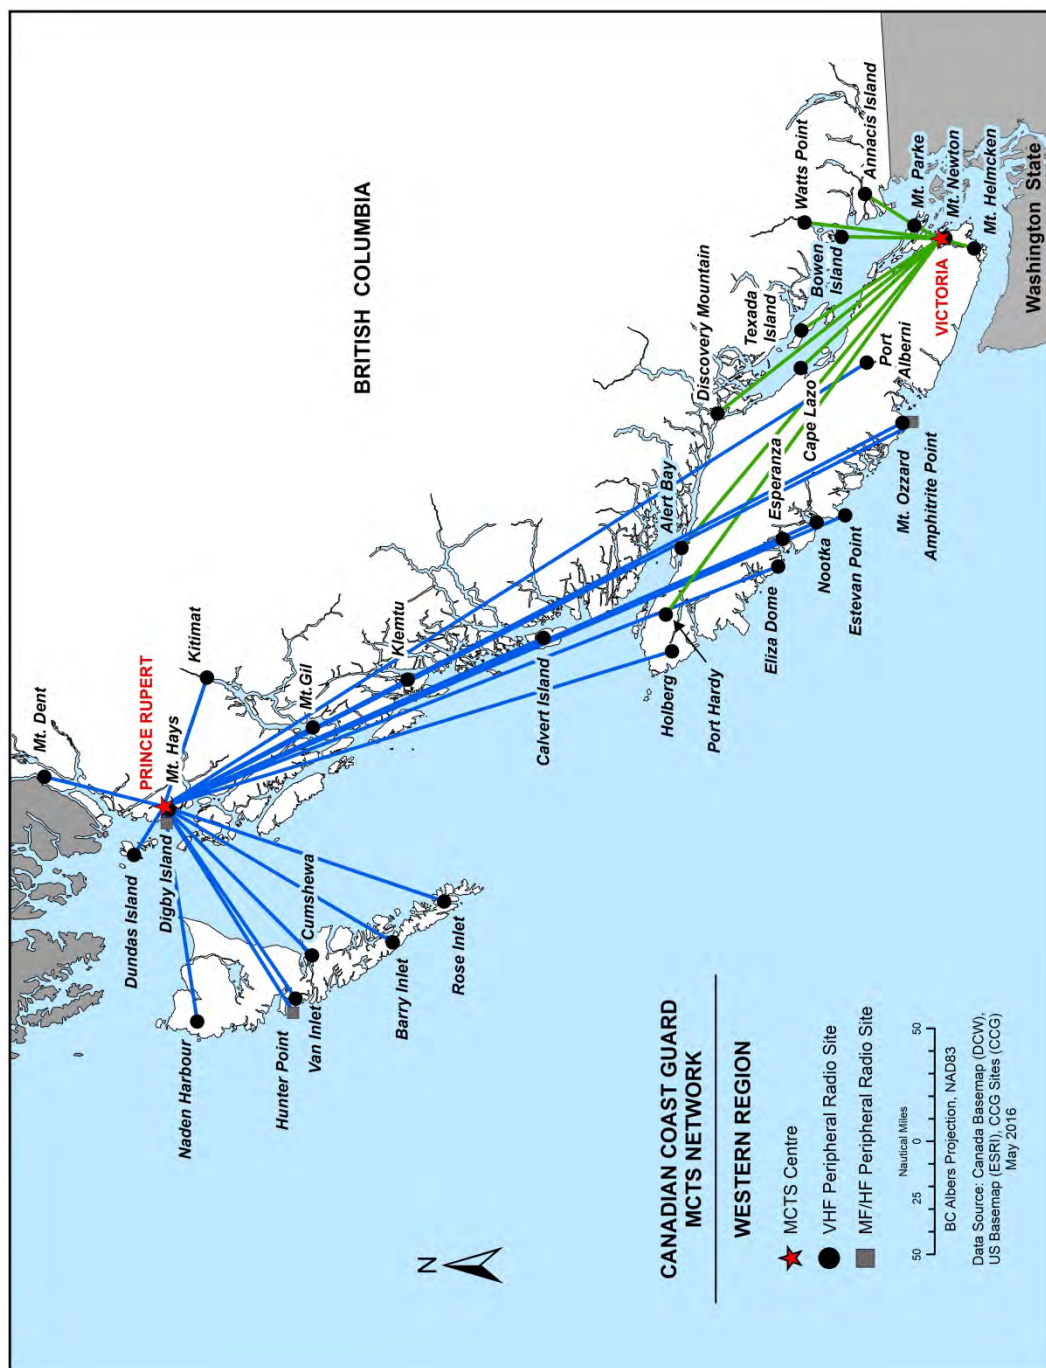 Mt. Dent
PRINCE RUPERT
Mt. Hays
Kitimat
Dundas Island
Digby Island
Mt.Gil
Klemtu
Naden Harbour
Hunter Point
Van Inlet
Cumshewa
Barry Inlet
Rose Inlet
BRITISH COLUMBIA
Calvert Island
Holberg
Port Hardy
Alert Bay
Discovery Mountain
Texada
Island
Bowen
Island
Watts Point
Annacis Island
Mt. Parke
Mt. Newton
Mt. Helmcken
VICTORIA
Washington State
Port
Alberni
Cape Lazo
Esperanza
Eliza Dome
Nootka
Estevan Point
Mt. Ozzard
Amphitrite Point
N
CANADIAN COAST GUARD
MCTS NETWORK
WESTERN REGION
MCTS Centre
VHF Peripheral Radio Site
MF/HF Peripheral Radio Site
Nautical Miles
50 25 0 50
BC Albers Projection, NAD83
Data Source: Canada Basemap (DCW),
US Basemap (ESRI), CCG Sites (CCG)
May 2016